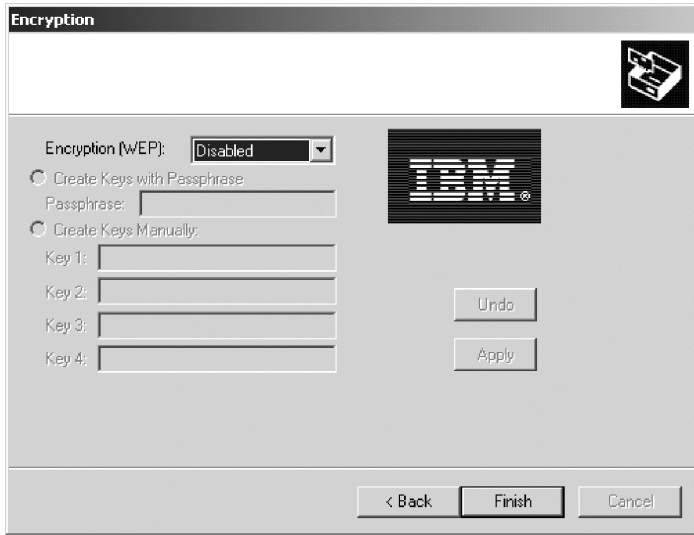 Encryption
Encryption (WEP): Disabled
Create Keys with Passphrase
Passphrase:
Create Keys Manually:
Key 1:
Key 2:
Key 3:
Key 4:
IBM®
Undo
Apply
< Back Finish Cancel